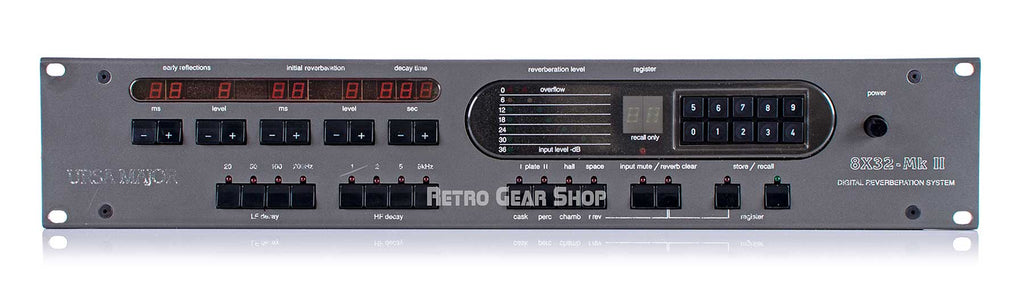 early reflections initial reverberation decay time
ms level ms level sec
- + - + - + - + - +
reverberation level register
0 overflow
6
12
18
24
30
36 input level -dB
recall only
5 6 7 8 9
0 1 2 3 4
power
URSA MAJOR
20 50 100 700Hz
1 2 5 8kHz
LF decay HF decay
I plate II hall space
cask perc chamb r rev
input mute / reverb clear
store / recall
register
8X32-Mk II
DIGITAL REVERBERATION SYSTEM
RETRO GEAR SHOP